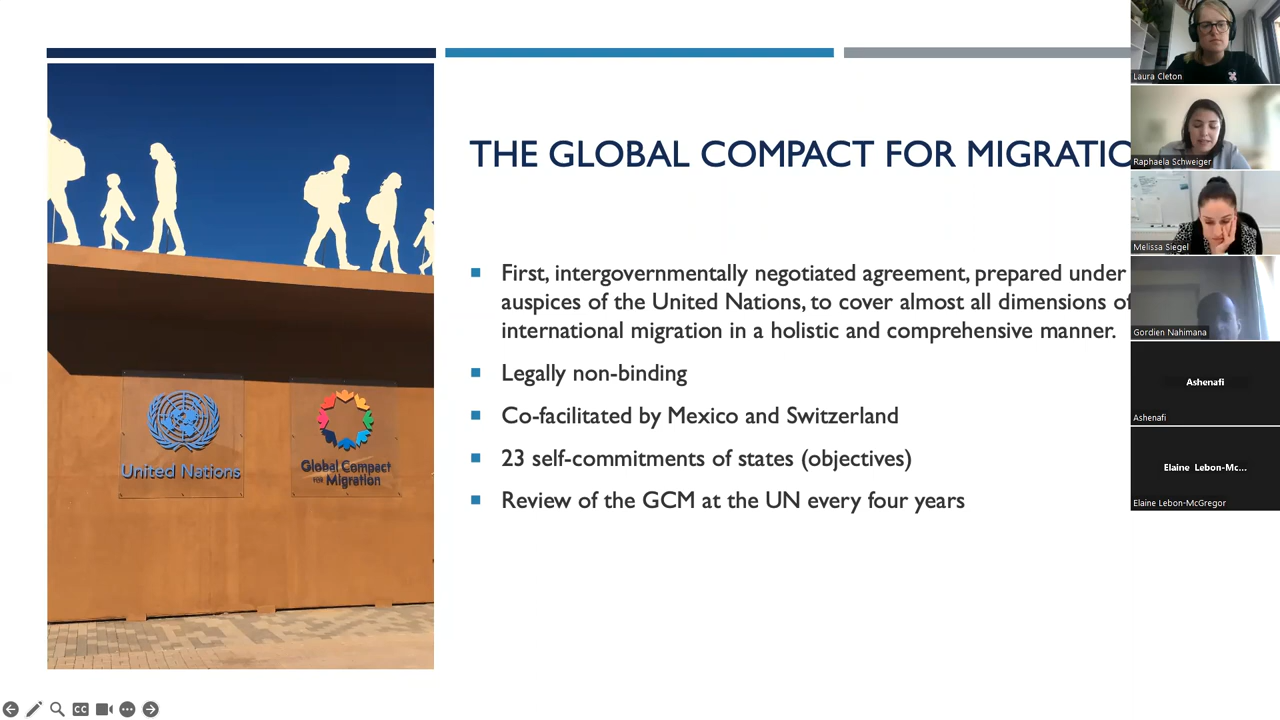 THE GLOBAL COMPACT FOR MIGRATIO
First, intergovernmentally negotiated agreement, prepared under
auspices of the United Nations, to cover almost all dimensions of
international migration in a holistic and comprehensive manner.
Legally non-binding
Co-facilitated by Mexico and Switzerland
23 self-commitments of states (objectives)
Review of the GCM at the UN every four years
United Nations
Global Compact
FOR Migration
Laura Cleton
Raphaela Schweiger
Melissa Siegel
Gordien Nahimana
Ashenafi
Ashenafi
Elaine Lebon-Mc...
Elaine Lebon-McGregor
CC